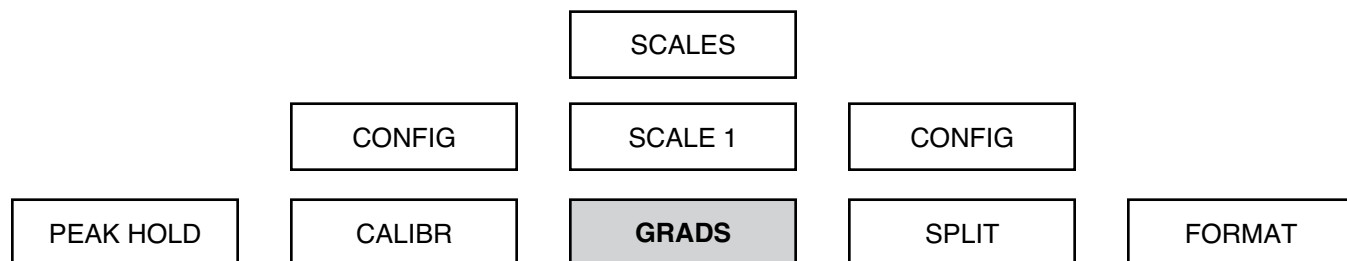 SCALES
CONFIG SCALE 1 CONFIG
PEAK HOLD CALIBR GRADS SPLIT FORMAT